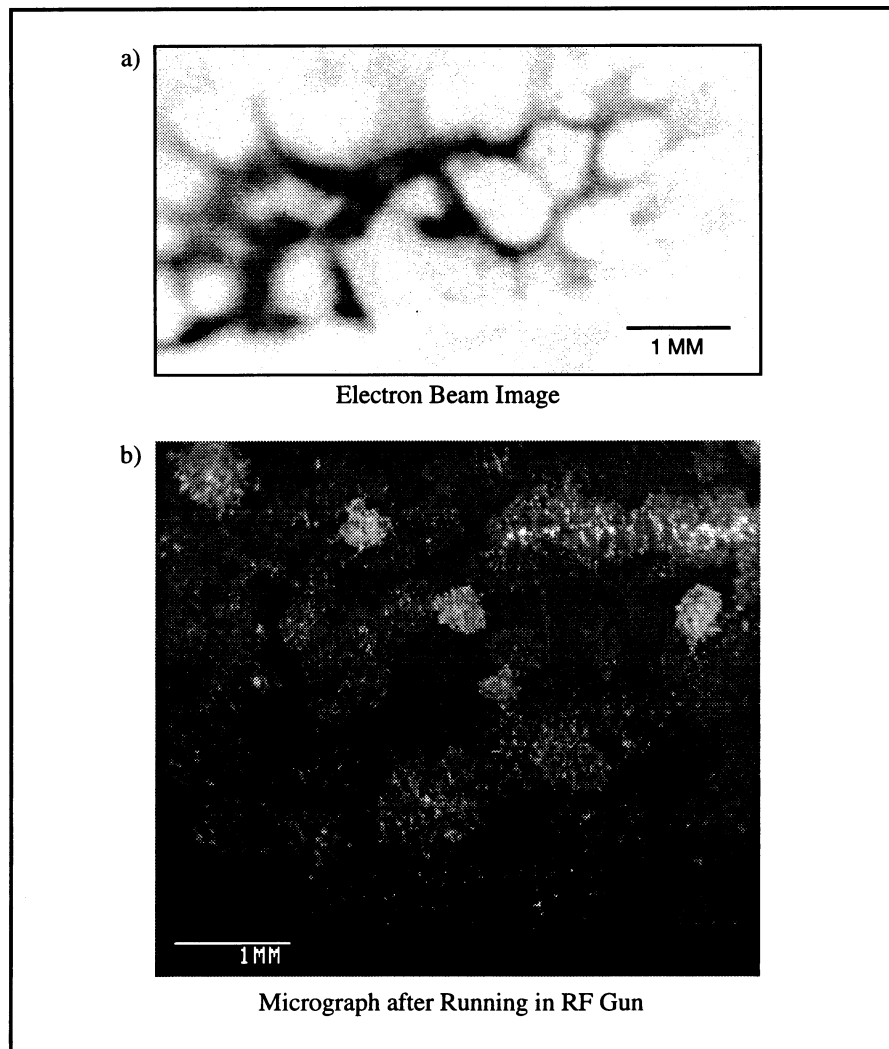 a)
1 MM
Electron Beam Image
b)
1MM
Micrograph after Running in RF Gun